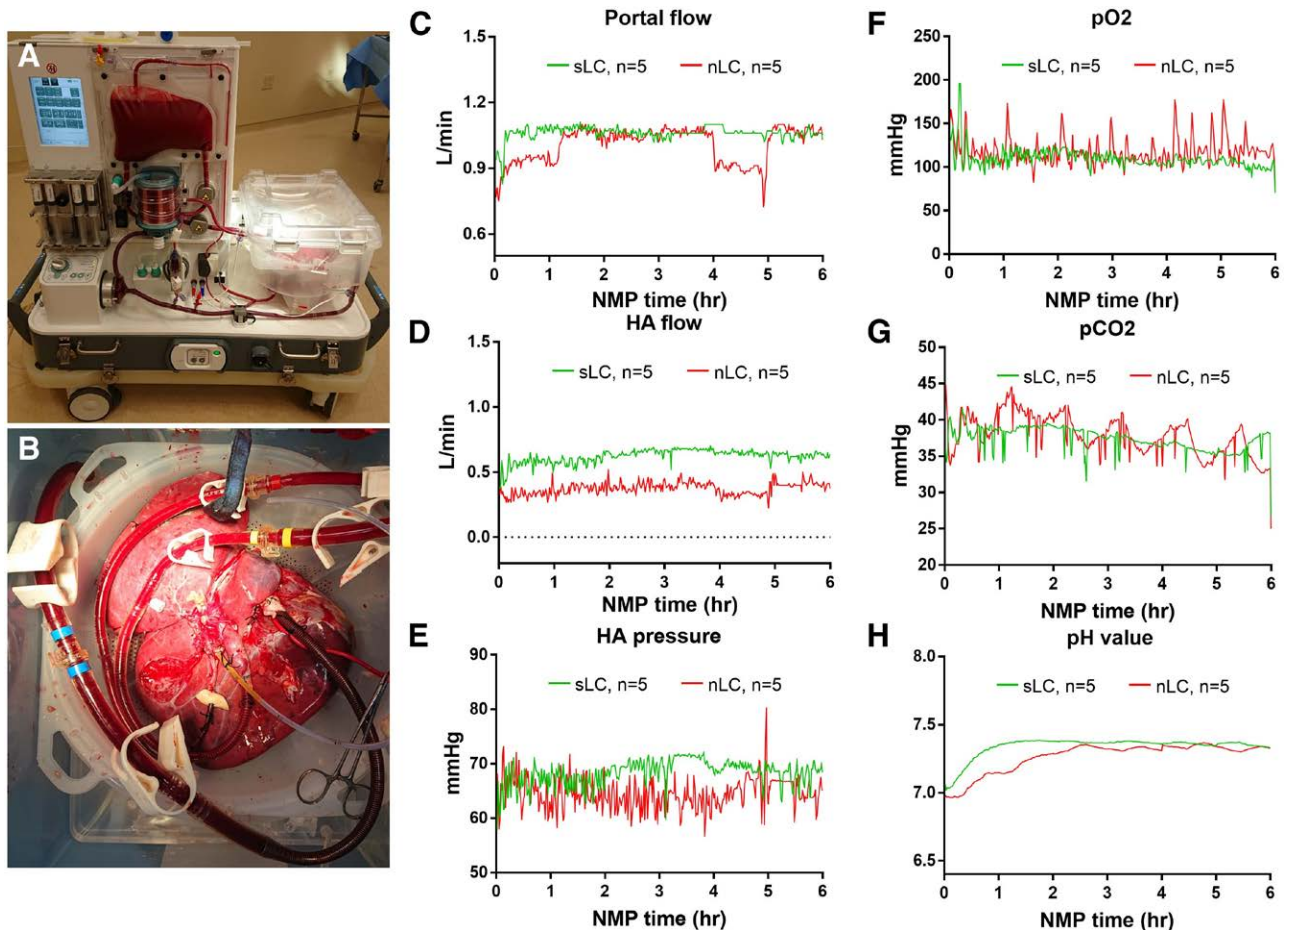 A
B
C
Portal flow
sLC, n=5
nLC, n=5
L/min
1.5
1.2
0.9
0.6
0 1 2 3 4 5 6
NMP time (hr)
D
HA flow
sLC, n=5
nLC, n=5
L/min
1.5
1.0
0.5
0.0
0 1 2 3 4 5 6
NMP time (hr)
E
HA pressure
sLC, n=5
nLC, n=5
mmHg
90
80
70
60
50
0 1 2 3 4 5 6
NMP time (hr)
F
pO2
sLC, n=5
nLC, n=5
mmHg
250
200
150
100
50
0
0 1 2 3 4 5 6
NMP time (hr)
G
pCO2
sLC, n=5
nLC, n=5
mmHg
50
45
40
35
30
25
20
0 1 2 3 4 5 6
NMP time (hr)
H
pH value
sLC, n=5
nLC, n=5
8.0
7.5
7.0
6.5
0 1 2 3 4 5 6
NMP time (hr)